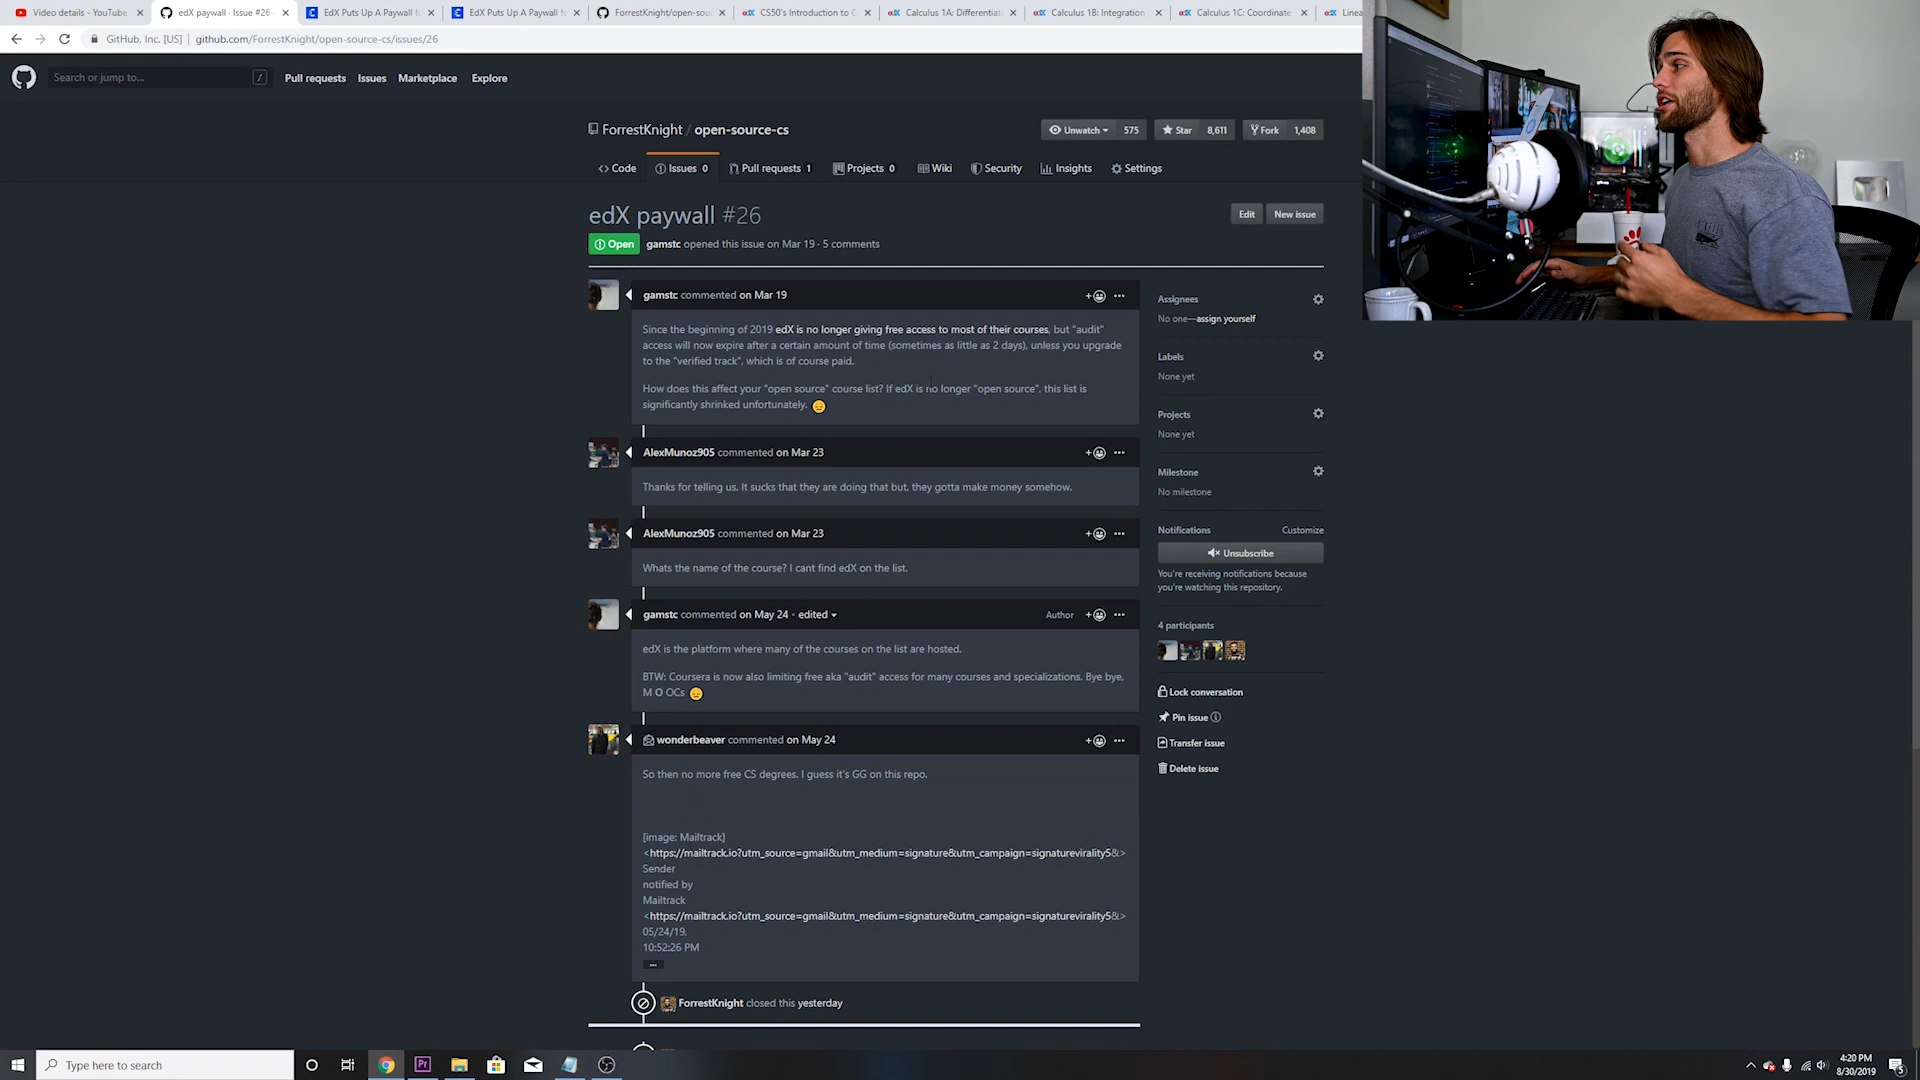 Video details - YouTube
edX paywall · Issue #26
EdX Puts Up A Paywall f
EdX Puts Up A Paywall fo
ForrestKnight/open-sou
CS50's Introduction to C
Calculus 1A: Differentiat
Calculus 1B: Integration
Calculus 1C: Coordinate
Linea
GitHub, Inc. [US] | github.com/ForrestKnight/open-source-cs/issues/26
Search or jump to... /
Pull requests Issues Marketplace Explore
ForrestKnight / open-source-cs
Unwatch 575 Star 8,611 Fork 1,408
Code Issues 0 Pull requests 1 Projects 0 Wiki Security Insights Settings
edX paywall #26
Edit New issue
Open gamstc opened this issue on Mar 19 · 5 comments
gamstc commented on Mar 19
Since the beginning of 2019 edX is no longer giving free access to most of their courses, but "audit"
access will now expire after a certain amount of time (sometimes as little as 2 days), unless you upgrade
to the "verified track", which is of course paid.
How does this affect your "open source" course list? If edX is no longer "open source", this list is
significantly shrinked unfortunately.
AlexMunoz905 commented on Mar 23
Thanks for telling us. It sucks that they are doing that but, they gotta make money somehow.
AlexMunoz905 commented on Mar 23
Whats the name of the course? I cant find edX on the list.
gamstc commented on May 24 · edited
Author
edX is the platform where many of the courses on the list are hosted.
BTW: Coursera is now also limiting free aka "audit" access for many courses and specializations. Bye bye,
M O OCs
wonderbeaver commented on May 24
So then no more free CS degrees. I guess it's GG on this repo.
[image: Mailtrack]
<https://mailtrack.io?utm_source=gmail&utm_medium=signature&utm_campaign=signaturevirality5&>
Sender
notified by
Mailtrack
<https://mailtrack.io?utm_source=gmail&utm_medium=signature&utm_campaign=signaturevirality5&>
05/24/19,
10:52:26 PM
...
ForrestKnight closed this yesterday
Assignees
No one—assign yourself
Labels
None yet
Projects
None yet
Milestone
No milestone
Notifications Customize
Unsubscribe
You're receiving notifications because
you're watching this repository.
4 participants
Lock conversation
Pin issue
Transfer issue
Delete issue
Type here to search
Pr
4:20 PM
8/30/2019
5